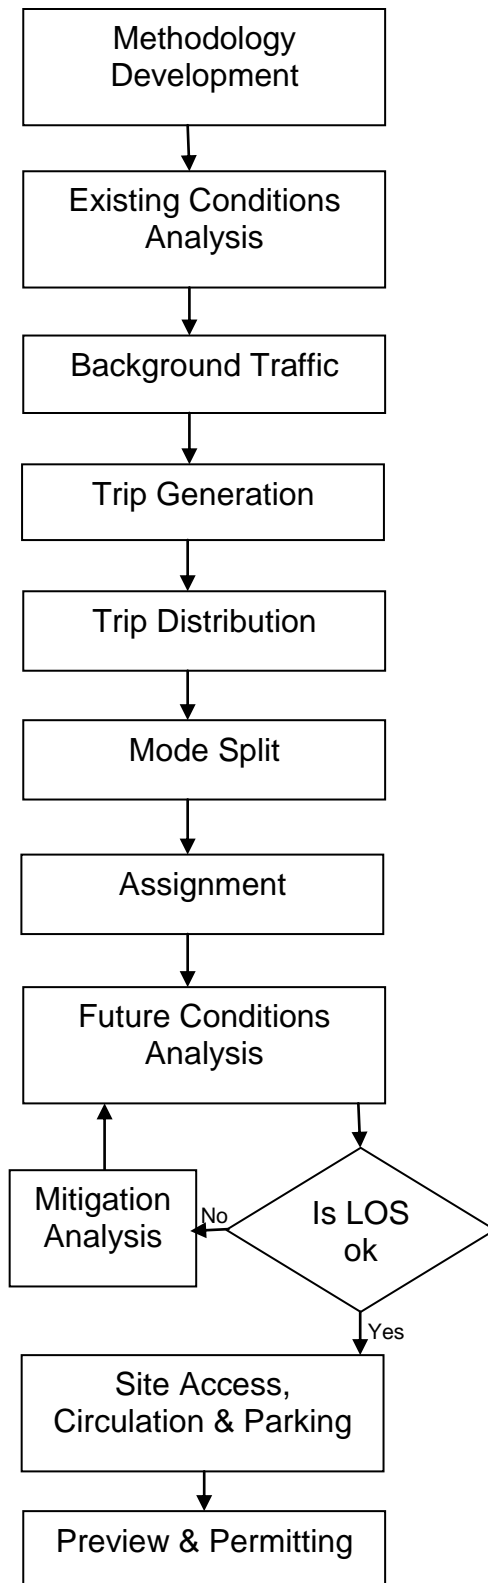 Methodology
Development
Existing Conditions
Analysis
Background Traffic
Trip Generation
Trip Distribution
Mode Split
Assignment
Future Conditions
Analysis
Mitigation
Analysis
No
Is LOS
ok
Yes
Site Access,
Circulation & Parking
Preview & Permitting